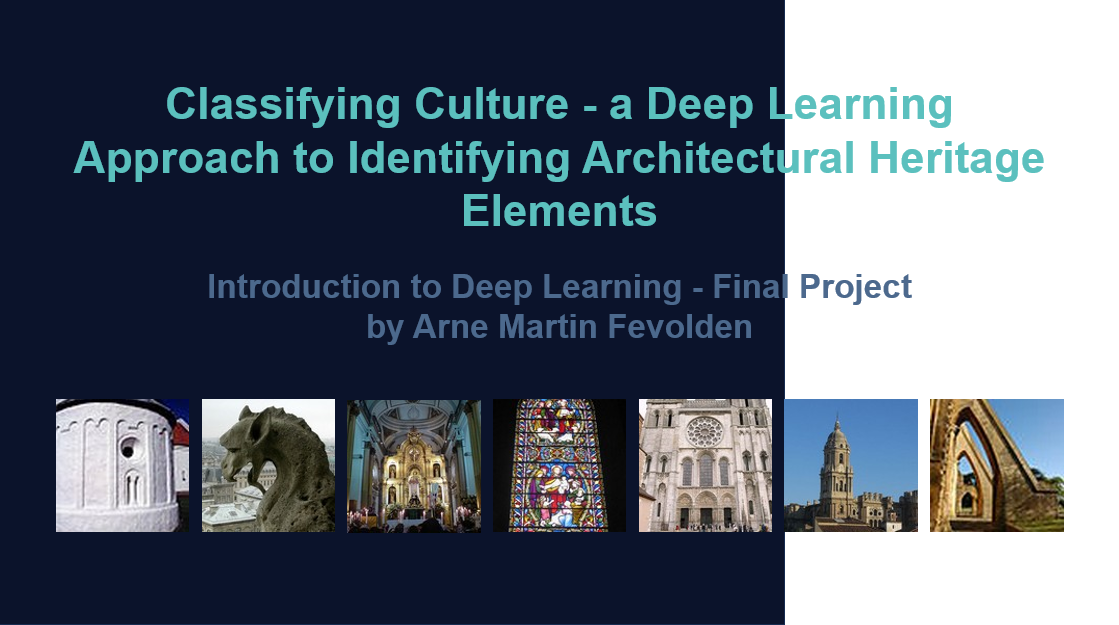 Classifying Culture - a Deep Learning
Approach to Identifying Architectural Heritage
Elements
Introduction to Deep Learning - Final Project
by Arne Martin Fevolden